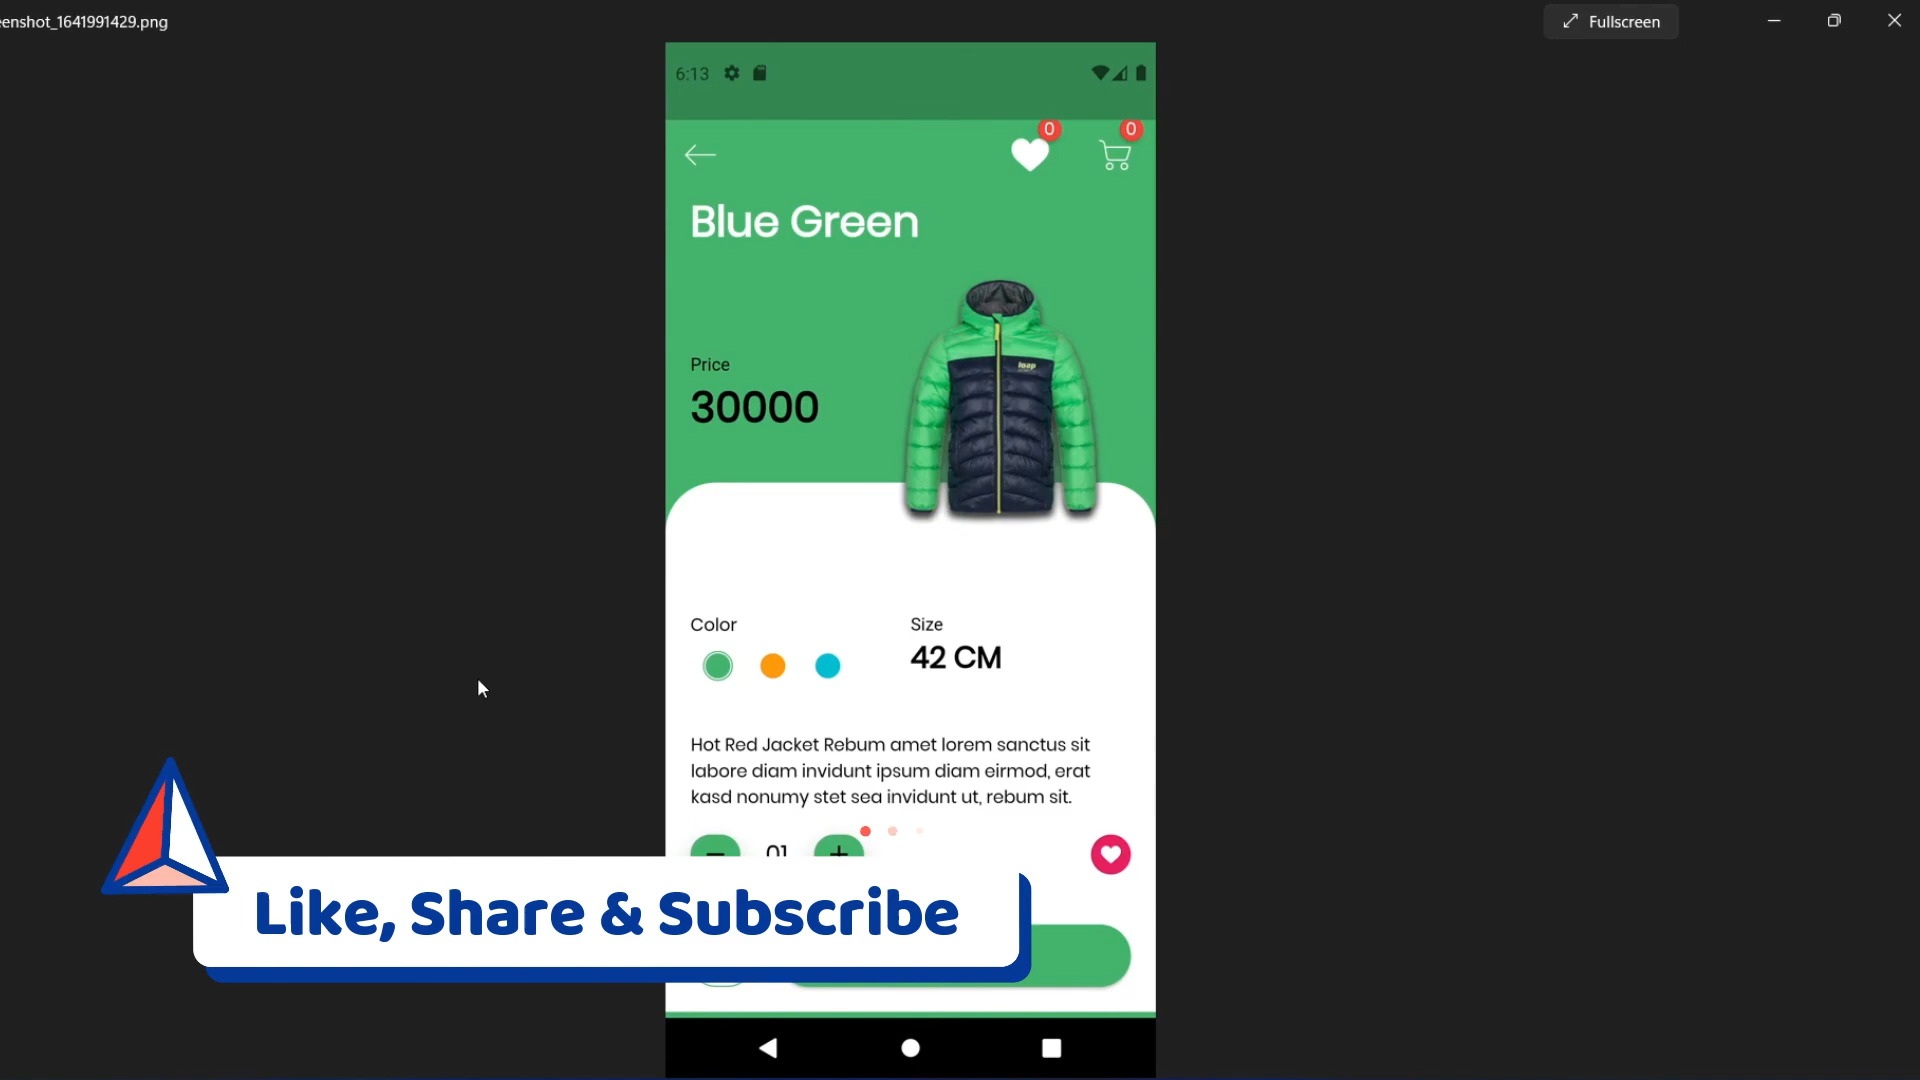 eenshot_1641991429.png
Fullscreen
6:13
0
0
Blue Green
loap
Price
30000
Color
Size
42 CM
Hot Red Jacket Rebum amet lorem sanctus sit
labore diam invidunt ipsum diam eirmod, erat
kasd nonumy stet sea invidunt ut, rebum sit.
01
Like, Share & Subscribe